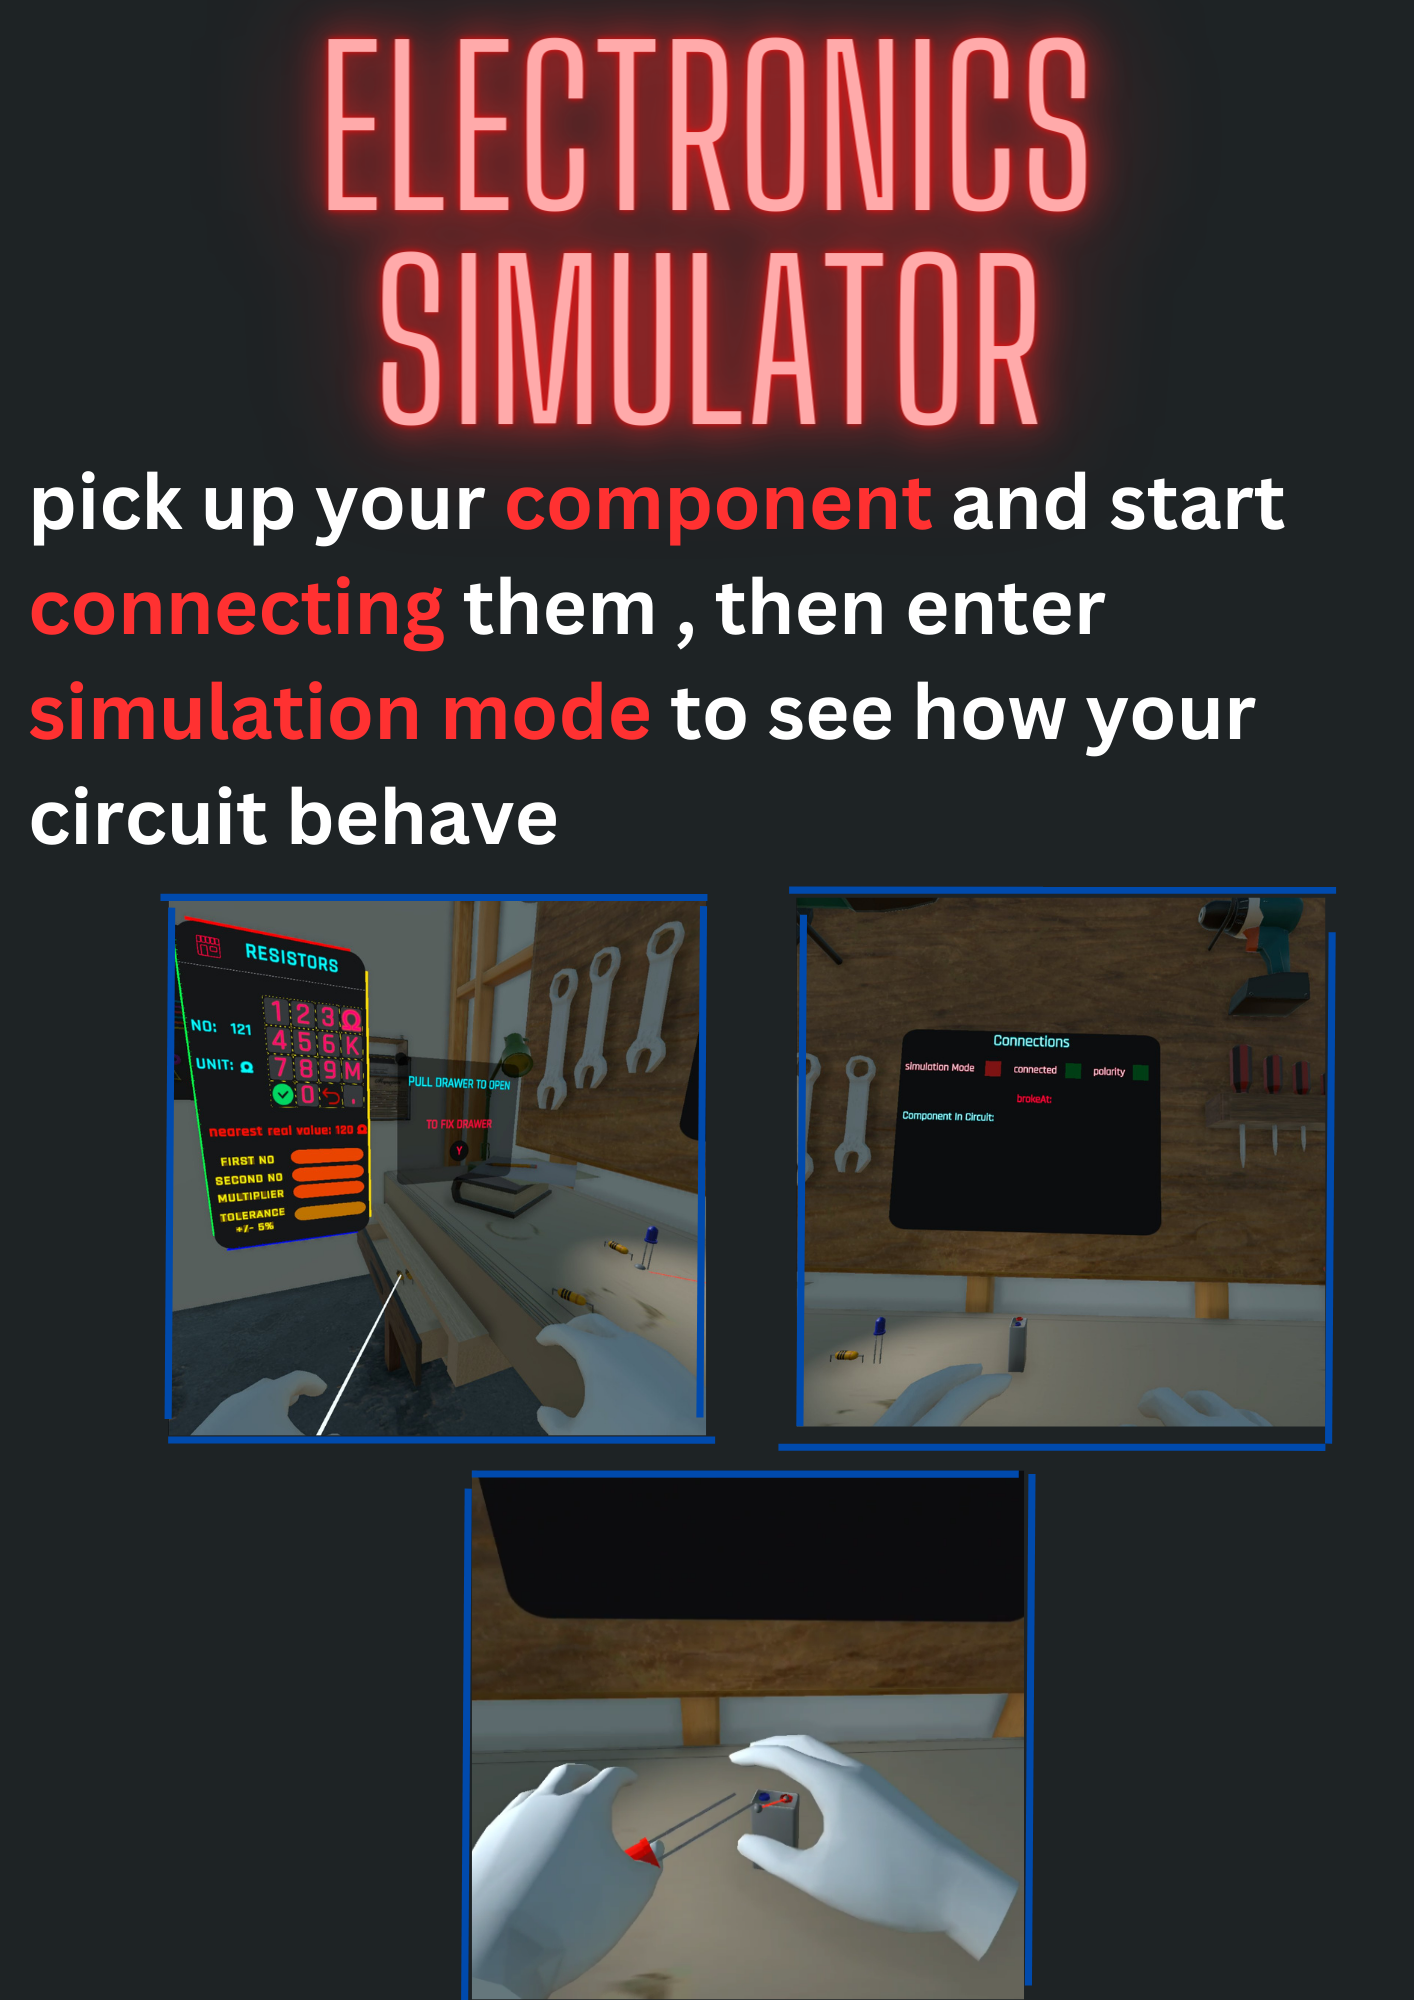 ELECTRONICS
SIMULATOR
pick up your component and start
connecting them , then enter
simulation mode to see how your
circuit behave
RESISTORS
NO: 121
UNIT: Ω
1 2 3 Ω
4 5 6 K
7 8 9 M
0 .
nearest real value: 120 Ω
FIRST NO
SECOND NO
MULTIPLIER
TOLERANCE
+/- 5%
PULL DRAWER TO OPEN
TO FIX DRAWER
Y
Connections
simulation Mode connected polarity
brokeAt:
Component In Circuit: